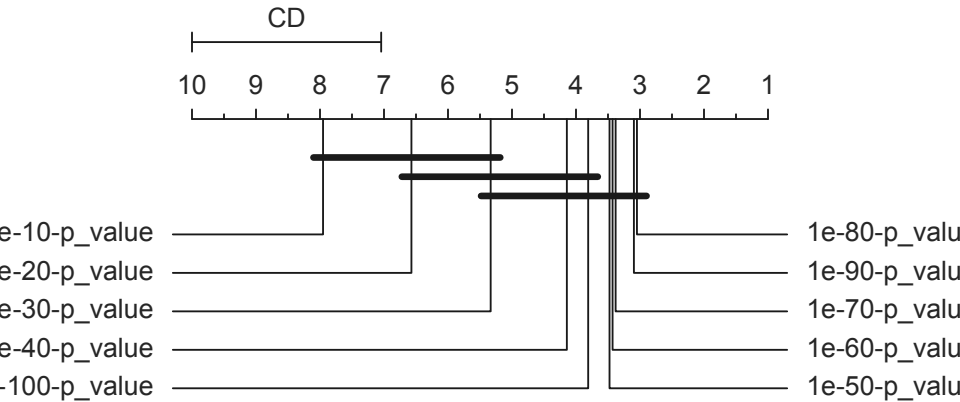 CD
10 9 8 7 6 5 4 3 2 1
e-10-p_value 1e-80-p_valu
e-20-p_value 1e-90-p_valu
e-30-p_value 1e-70-p_valu
e-40-p_value 1e-60-p_valu
-100-p_value 1e-50-p_valu